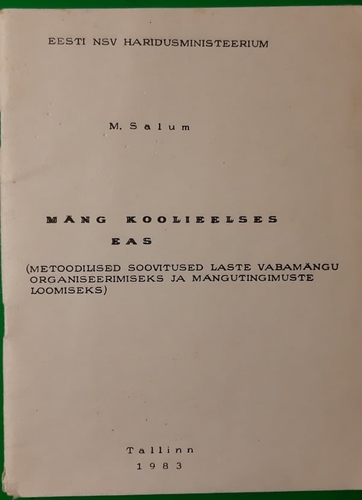 EESTI NSV HARIDUSMINISTEERIUM
M. Salum
MÄNG KOOLIEELSES
EAS
(METOODILISED SOOVITUSED LASTE VABAMÄNGU
ORGANISEERIMISEKS JA MÄNGUTINGIMUSTE
LOOMISEKS)
Tallinn
1983